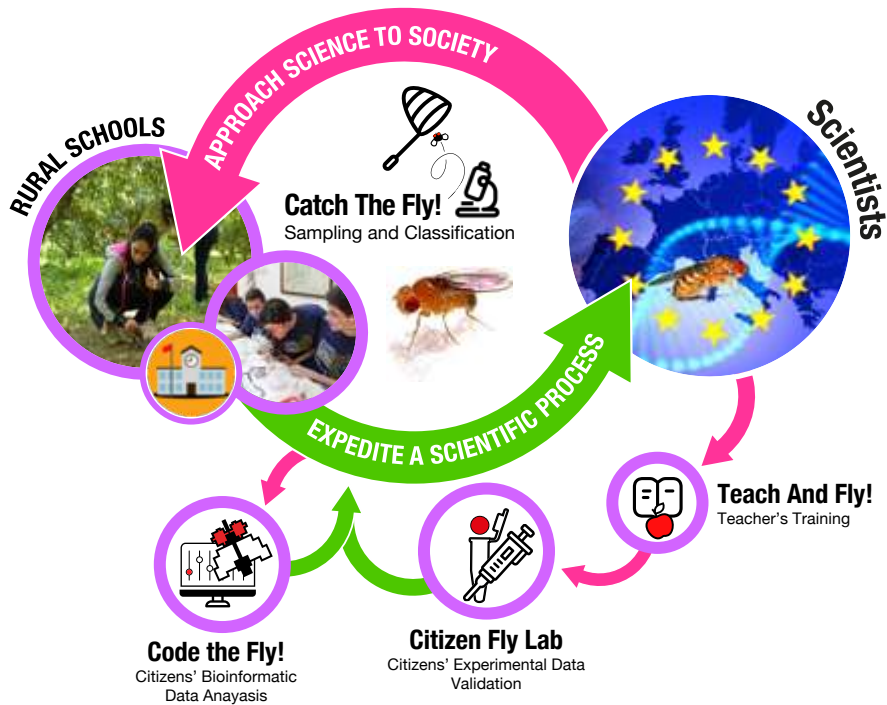 APPROACH SCIENCE TO SOCIETY
RURAL SCHOOLS
Scientists
Catch The Fly!
Sampling and Classification
EXPEDITE A SCIENTIFIC PROCESS
Teach And Fly!
Teacher's Training
Citizen Fly Lab
Citizens' Experimental Data
Validation
Code the Fly!
Citizens' Bioinformatic
Data Anayasis